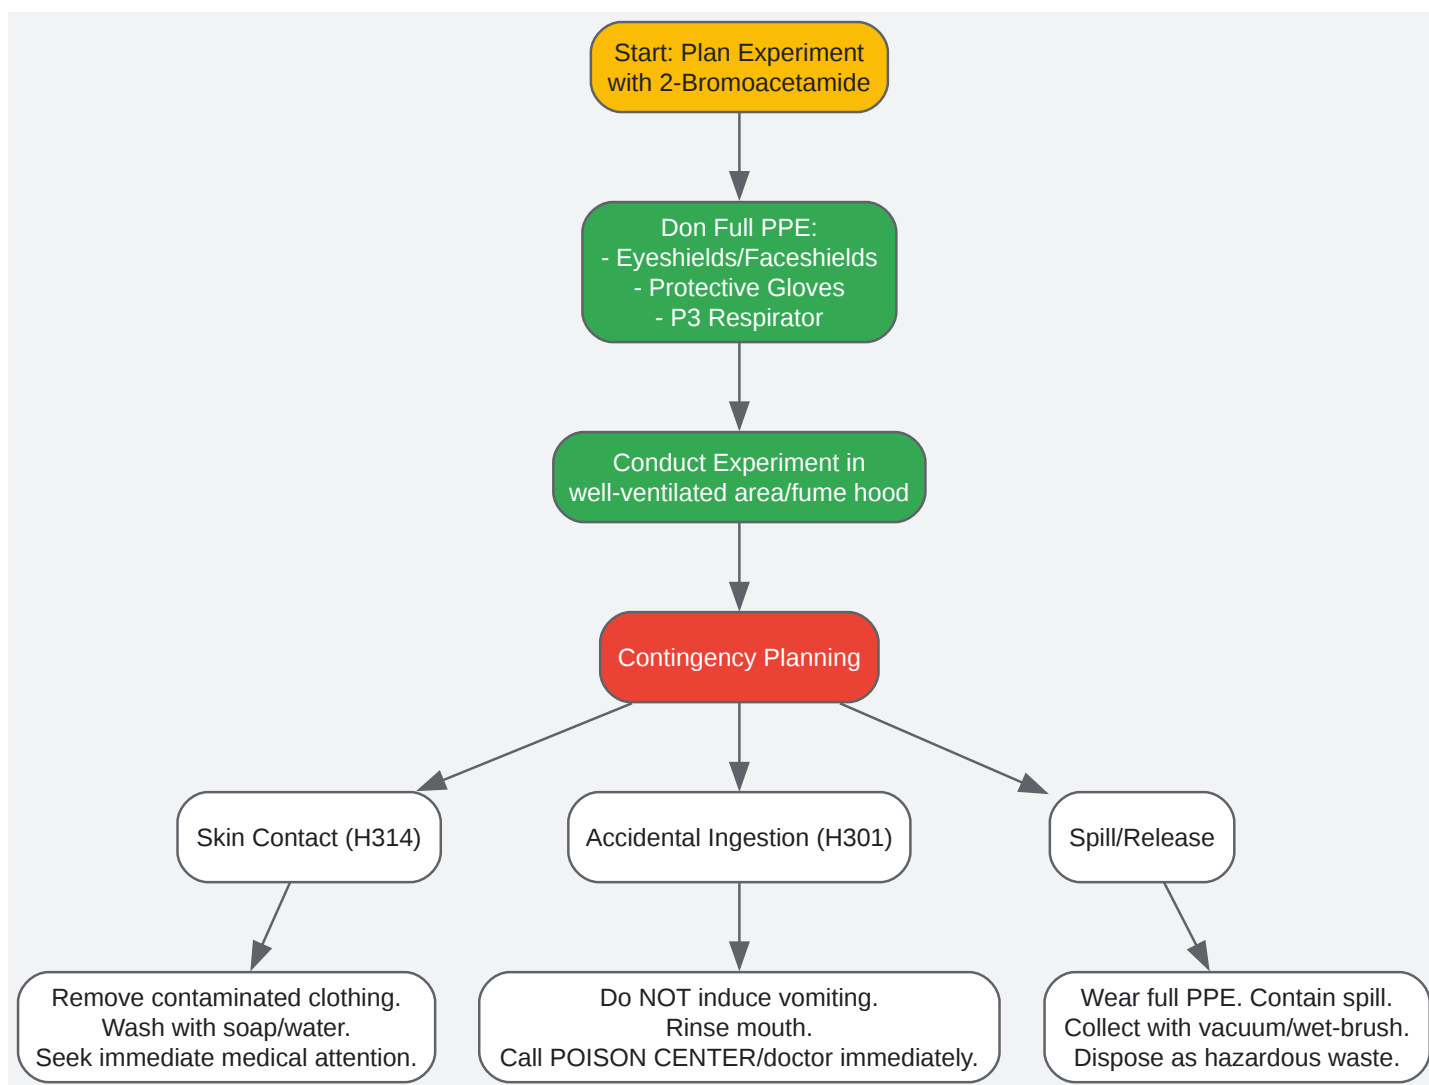 Start: Plan Experiment
with 2-Bromoacetamide
Don Full PPE:
- Eyeshields/Faceshields
- Protective Gloves
- P3 Respirator
Conduct Experiment in
well-ventilated area/fume hood
Contingency Planning
Skin Contact (H314)
Accidental Ingestion (H301)
Spill/Release
Remove contaminated clothing.
Wash with soap/water.
Seek immediate medical attention.
Do NOT induce vomiting.
Rinse mouth.
Call POISON CENTER/doctor immediately.
Wear full PPE. Contain spill.
Collect with vacuum/wet-brush.
Dispose as hazardous waste.